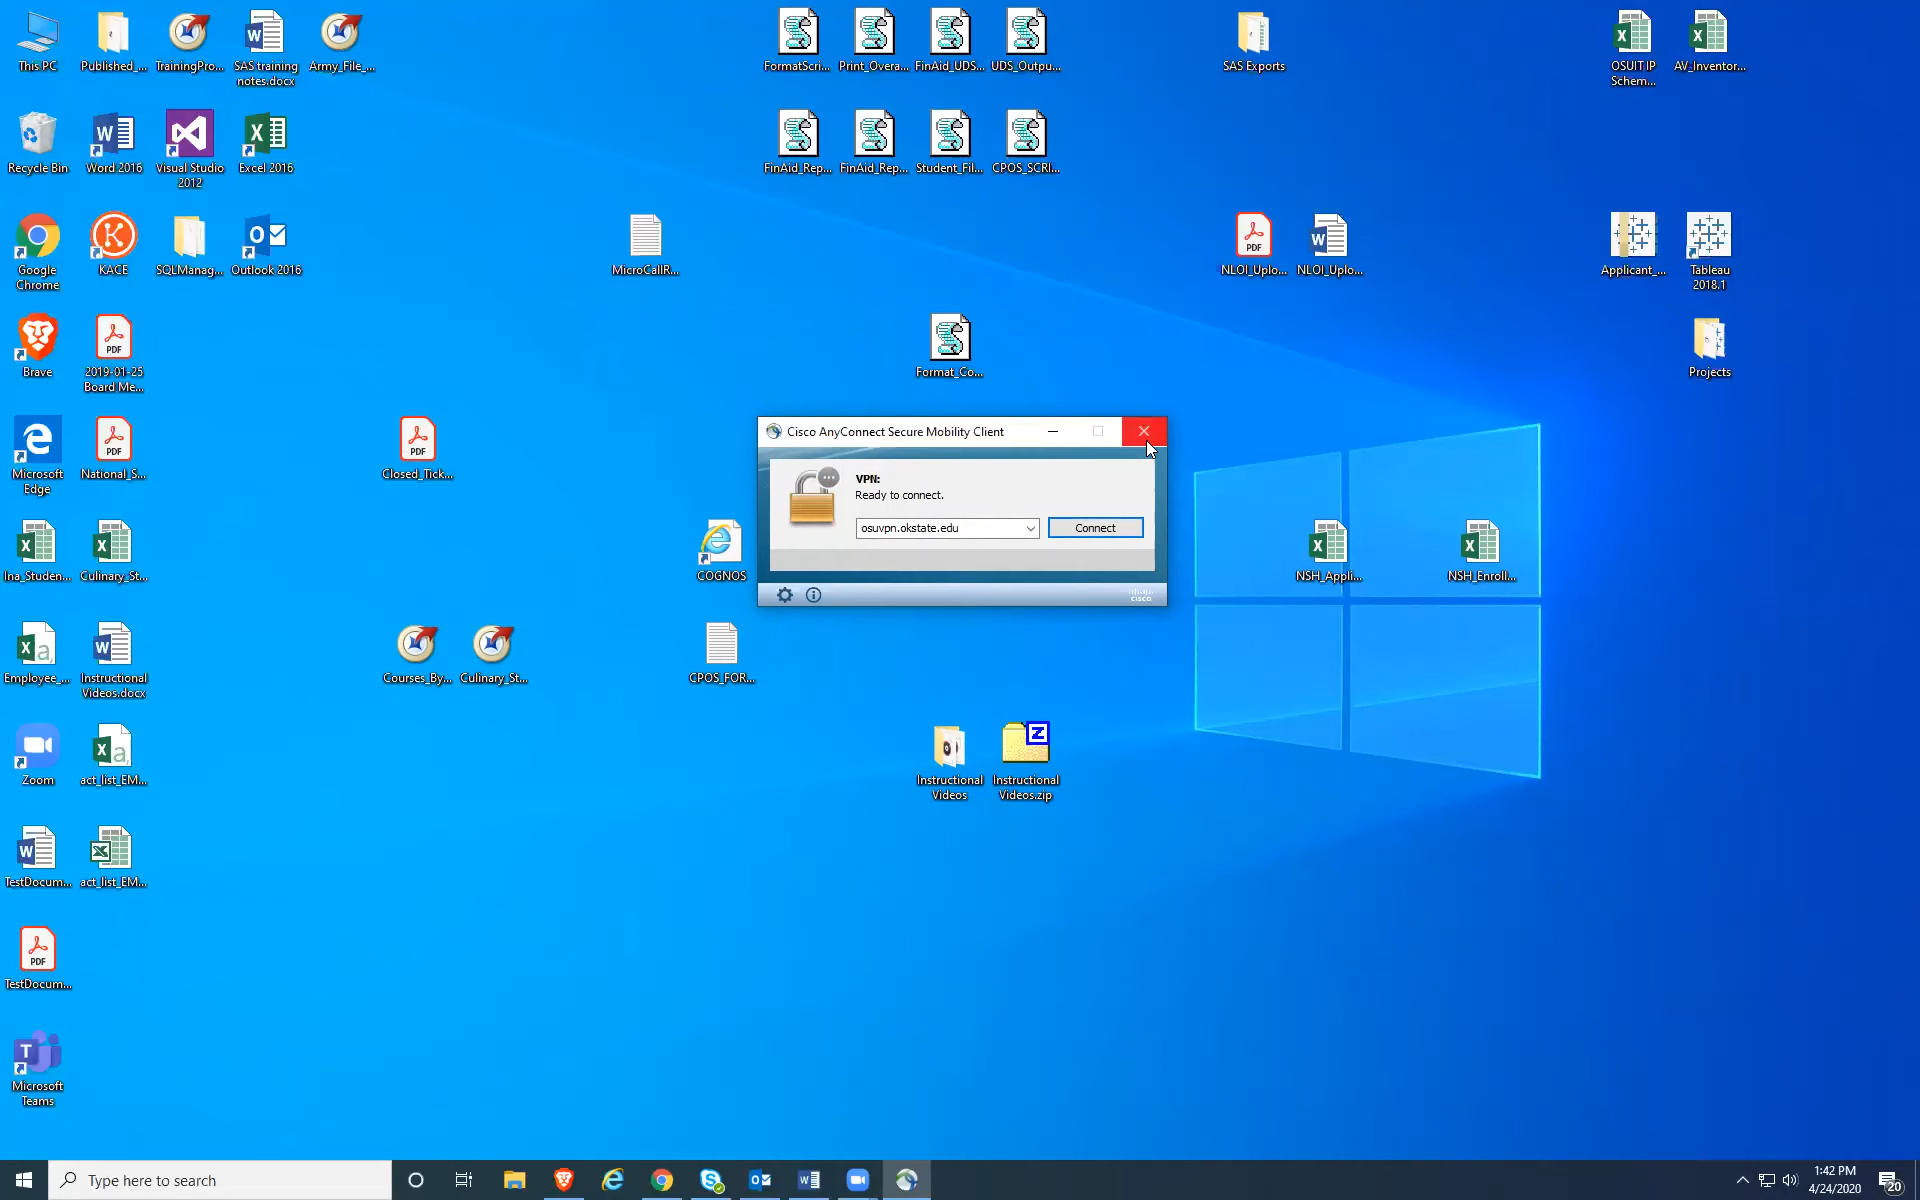 This PC
Published_...
TrainingPro...
SAS training
notes.docx
Army_File_...
FormatScri...
Print_Overa...
FinAid_UDS...
UDS_Outpu...
SAS Exports
OSUIT IP
Schem...
AV_Inventor...
Recycle Bin
Word 2016
Visual Studio
2012
Excel 2016
FinAid_Rep...
FinAid_Rep...
Student_Fil...
CPOS_SCRI...
Google
Chrome
KACE
SQLManag...
Outlook 2016
MicroCallR...
NLOI_Uplo...
NLOI_Uplo...
Applicant_...
Tableau
2018.1
Brave
2019-01-25
Board Me...
Format_Co...
Projects
Microsoft
Edge
National_S...
Closed_Tick...
Cisco AnyConnect Secure Mobility Client
VPN:
Ready to connect.
osuvpn.okstate.edu
Connect
CISCO
Ina_Studen...
Culinary_St...
COGNOS
NSH_Appli...
NSH_Enroll...
Employee_...
Instructional
Videos.docx
Courses_By...
Culinary_St...
CPOS_FOR...
Zoom
act_list_EM...
Instructional
Videos
Instructional
Videos.zip
TestDocum...
act_list_EM...
TestDocum...
Microsoft
Teams
Type here to search
1:42 PM
4/24/2020
20